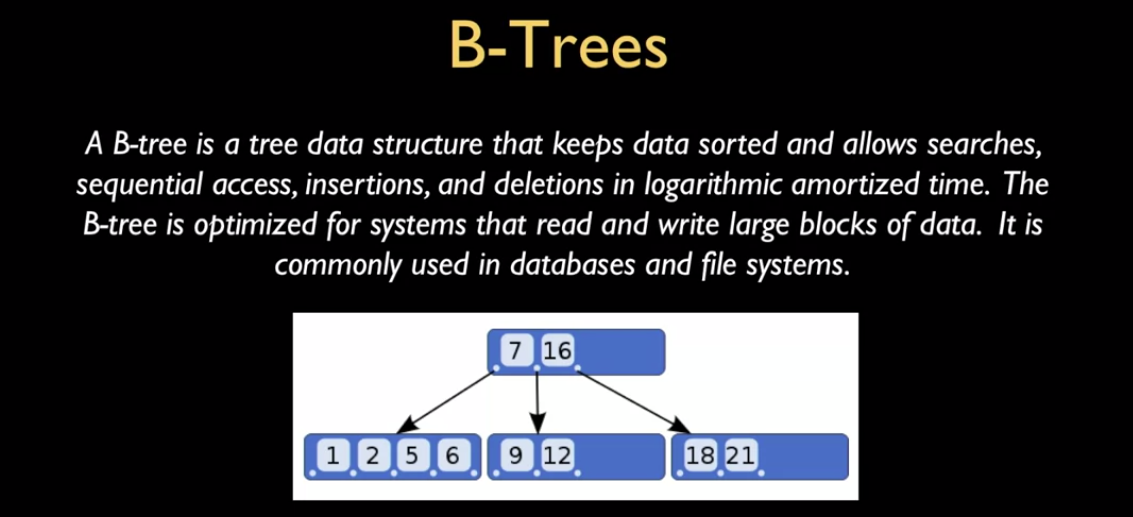 B-Trees
A B-tree is a tree data structure that keeps data sorted and allows searches,
sequential access, insertions, and deletions in logarithmic amortized time. The
B-tree is optimized for systems that read and write large blocks of data. It is
commonly used in databases and file systems.
7 16
1 2 5 6 9 12 18 21